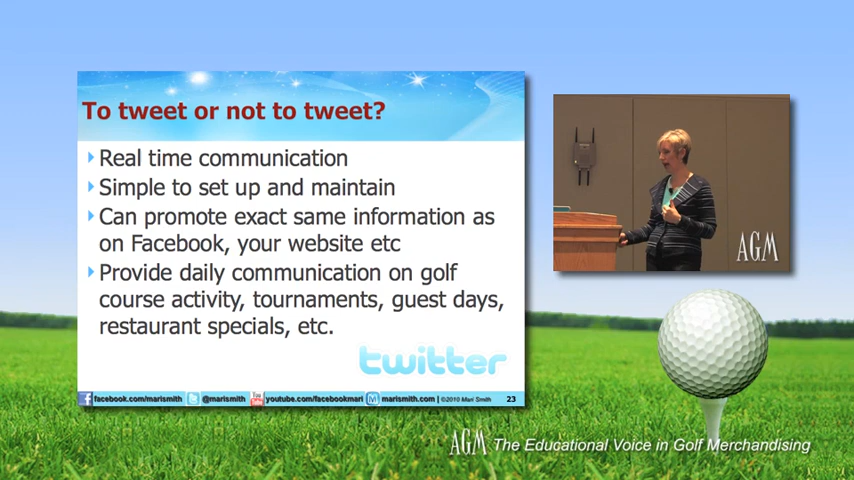 To tweet or not to tweet?
Real time communication
Simple to set up and maintain
Can promote exact same information as
on Facebook, your website etc
Provide daily communication on golf
course activity, tournaments, guest days,
restaurant specials, etc.
twitter
facebook.com/marismith @marismith You Tube youtube.com/facebookmari marismith.com | ©2010 Mari Smith 23
AGM
AGM The Educational Voice in Golf Merchandising